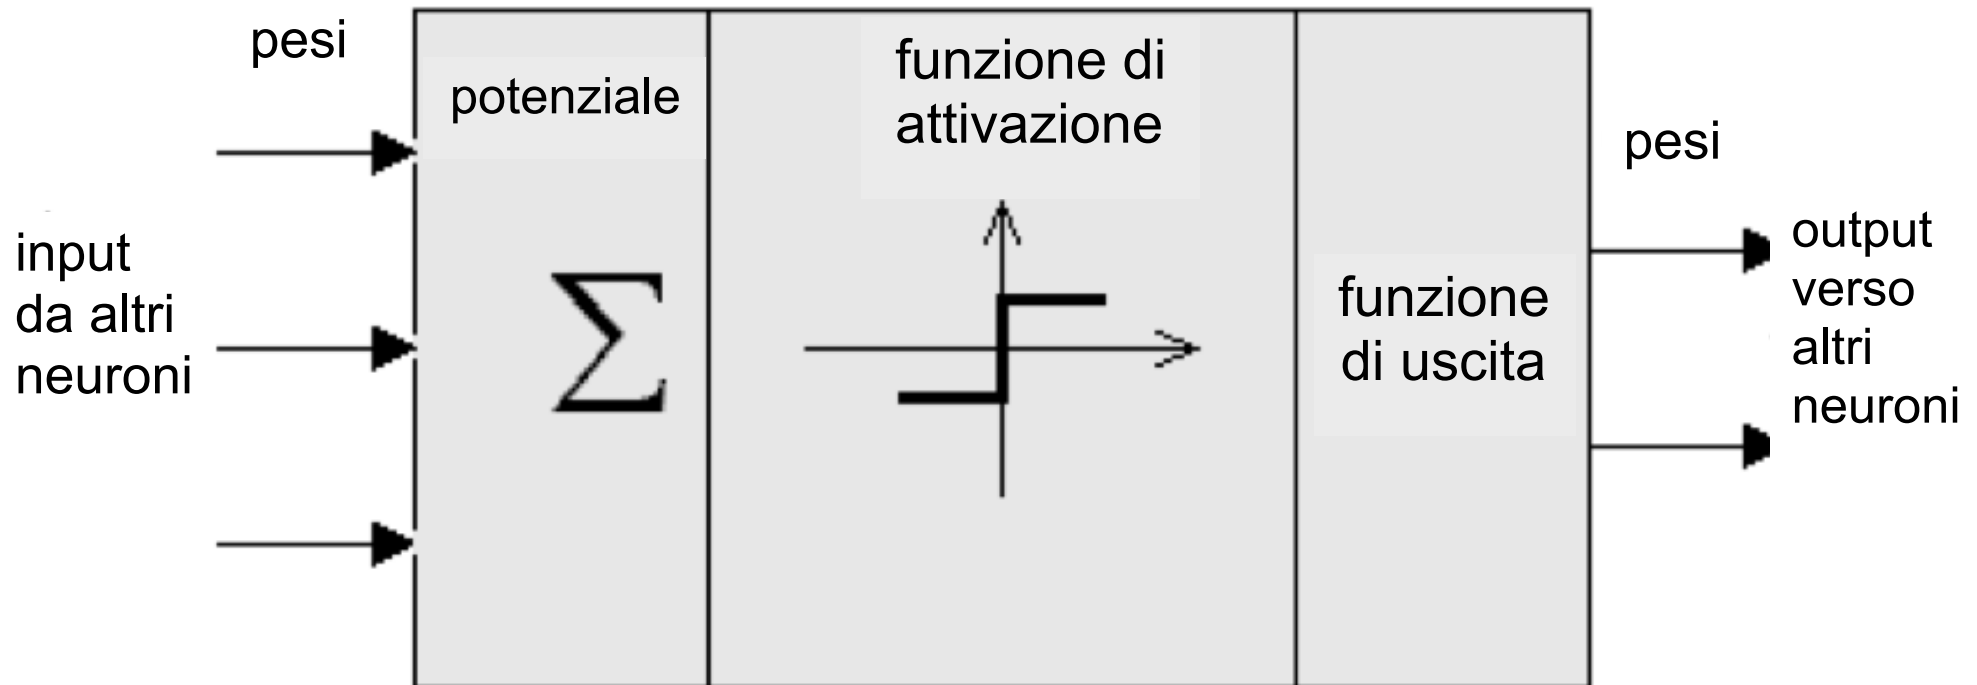 pesi
input
da altri
neuroni
potenziale
Σ
funzione di
attivazione
funzione
di uscita
pesi
output
verso
altri
neuroni